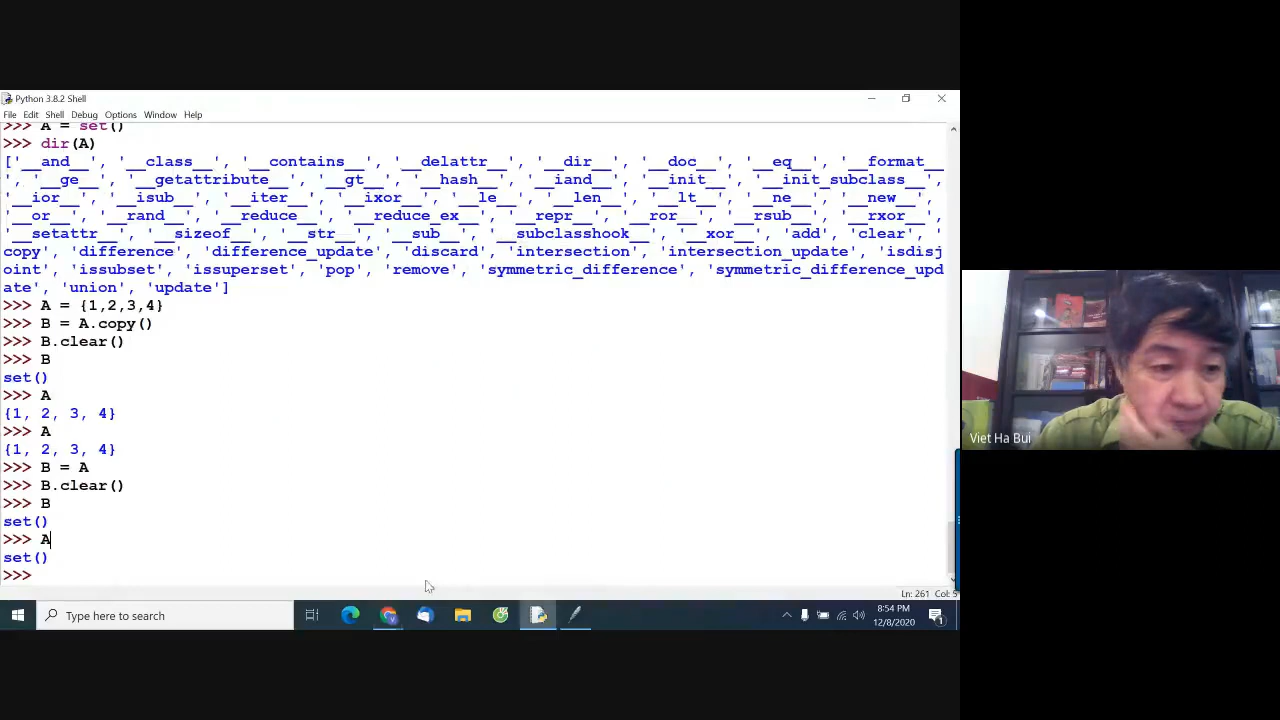 Python 3.8.2 Shell
File Edit Shell Debug Options Window Help
>>> A = set()
>>> dir(A)
['__and__', '__class__', '__contains__', '__delattr__', '__dir__', '__doc__', '__eq__', '__format__
', '__ge__', '__getattribute__', '__gt__', '__hash__', '__iand__', '__init__', '__init_subclass__',
'__ior__', '__isub__', '__iter__', '__ixor__', '__le__', '__len__', '__lt__', '__ne__', '__new__',
'__or__', '__rand__', '__reduce__', '__reduce_ex__', '__repr__', '__ror__', '__rsub__', '__rxor__',
'__setattr__', '__sizeof__', '__str__', '__sub__', '__subclasshook__', '__xor__', 'add', 'clear', '
copy', 'difference', 'difference_update', 'discard', 'intersection', 'intersection_update', 'isdisj
oint', 'issubset', 'issuperset', 'pop', 'remove', 'symmetric_difference', 'symmetric_difference_upd
ate', 'union', 'update']
>>> A = {1,2,3,4}
>>> B = A.copy()
>>> B.clear()
>>> B
set()
>>> A
{1, 2, 3, 4}
>>> A
{1, 2, 3, 4}
>>> B = A
>>> B.clear()
>>> B
set()
>>> A
set()
>>>
Ln: 261 Col: 5
Type here to search
8:54 PM
12/8/2020
1
Viet Ha Bui